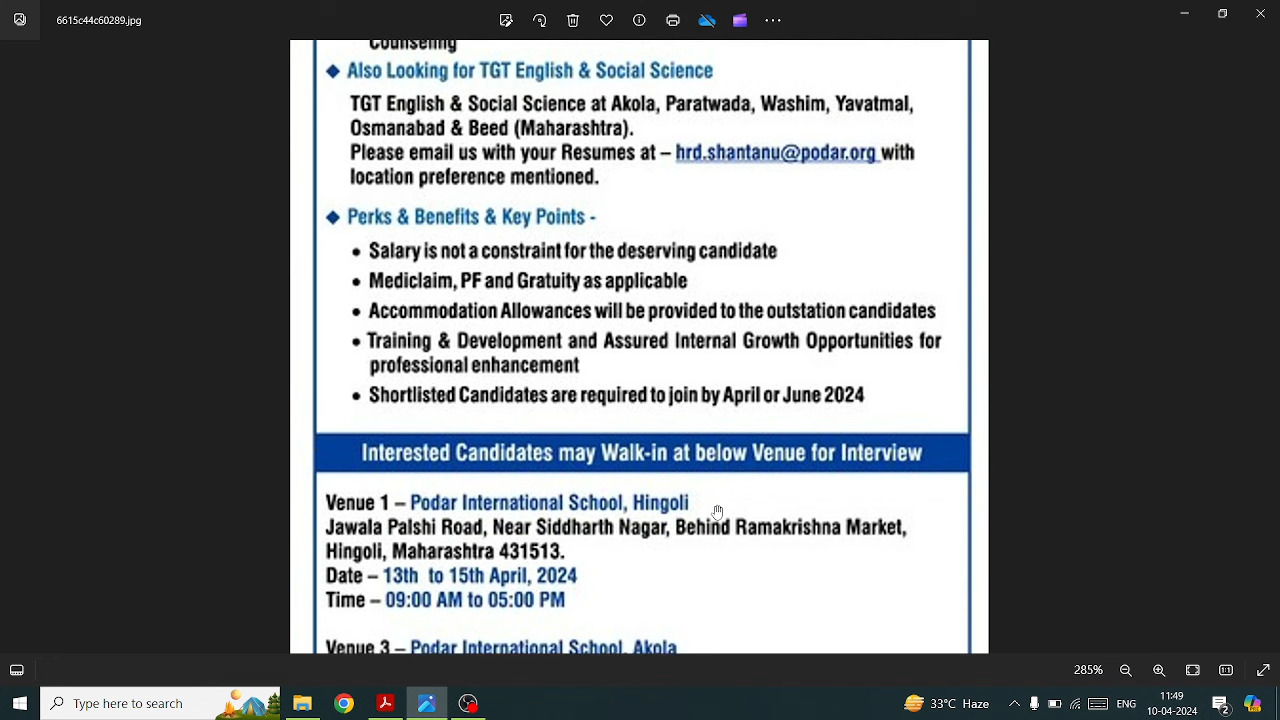 6615c44e60289.jpg
Counseling
Also Looking for TGT English & Social Science
TGT English & Social Science at Akola, Paratwada, Washim, Yavatmal,
Osmanabad & Beed (Maharashtra).
Please email us with your Resumes at – hrd.shantanu@podar.org with
location preference mentioned.
Perks & Benefits & Key Points -
• Salary is not a constraint for the deserving candidate
• Mediclaim, PF and Gratuity as applicable
• Accommodation Allowances will be provided to the outstation candidates
• Training & Development and Assured Internal Growth Opportunities for
professional enhancement
• Shortlisted Candidates are required to join by April or June 2024
Interested Candidates may Walk-in at below Venue for Interview
Venue 1 – Podar International School, Hingoli
Jawala Palshi Road, Near Siddharth Nagar, Behind Ramakrishna Market,
Hingoli, Maharashtra 431513.
Date – 13th to 15th April, 2024
Time – 09:00 AM to 05:00 PM
Venue 3 – Podar International School, Akola
285%
Type here to search
33°C Haze
ENG
11:49
10-04-2024
2